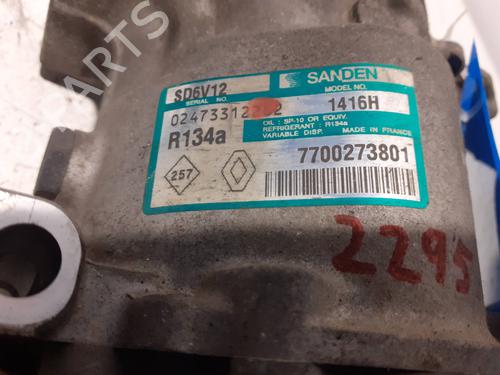 B-PARTS
SD6V12
SERIAL NO.
SANDEN
MODEL NO.
1416H
R134a
OIL : SP-10 OR EQUIV.
REFRIGERANT : R134a
VARIABLE DISP. MADE IN FRANCE
257
7700273801
2295